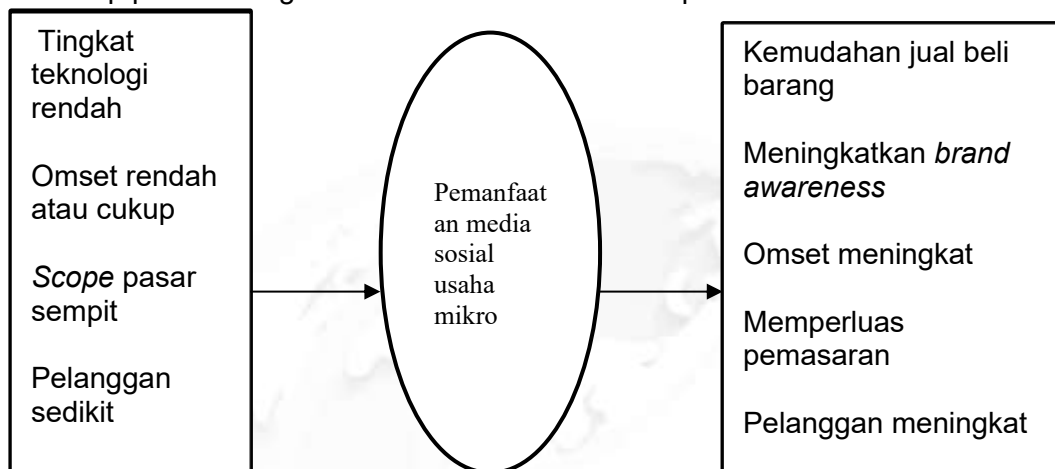 Tingkat
teknologi
rendah
Omset rendah
atau cukup
Scope pasar
sempit
Pelanggan
sedikit
Pemanfaat
an media
sosial
usaha
mikro
Kemudahan jual beli
barang
Meningkatkan brand
awareness
Omset meningkat
Memperluas
pemasaran
Pelanggan meningkat